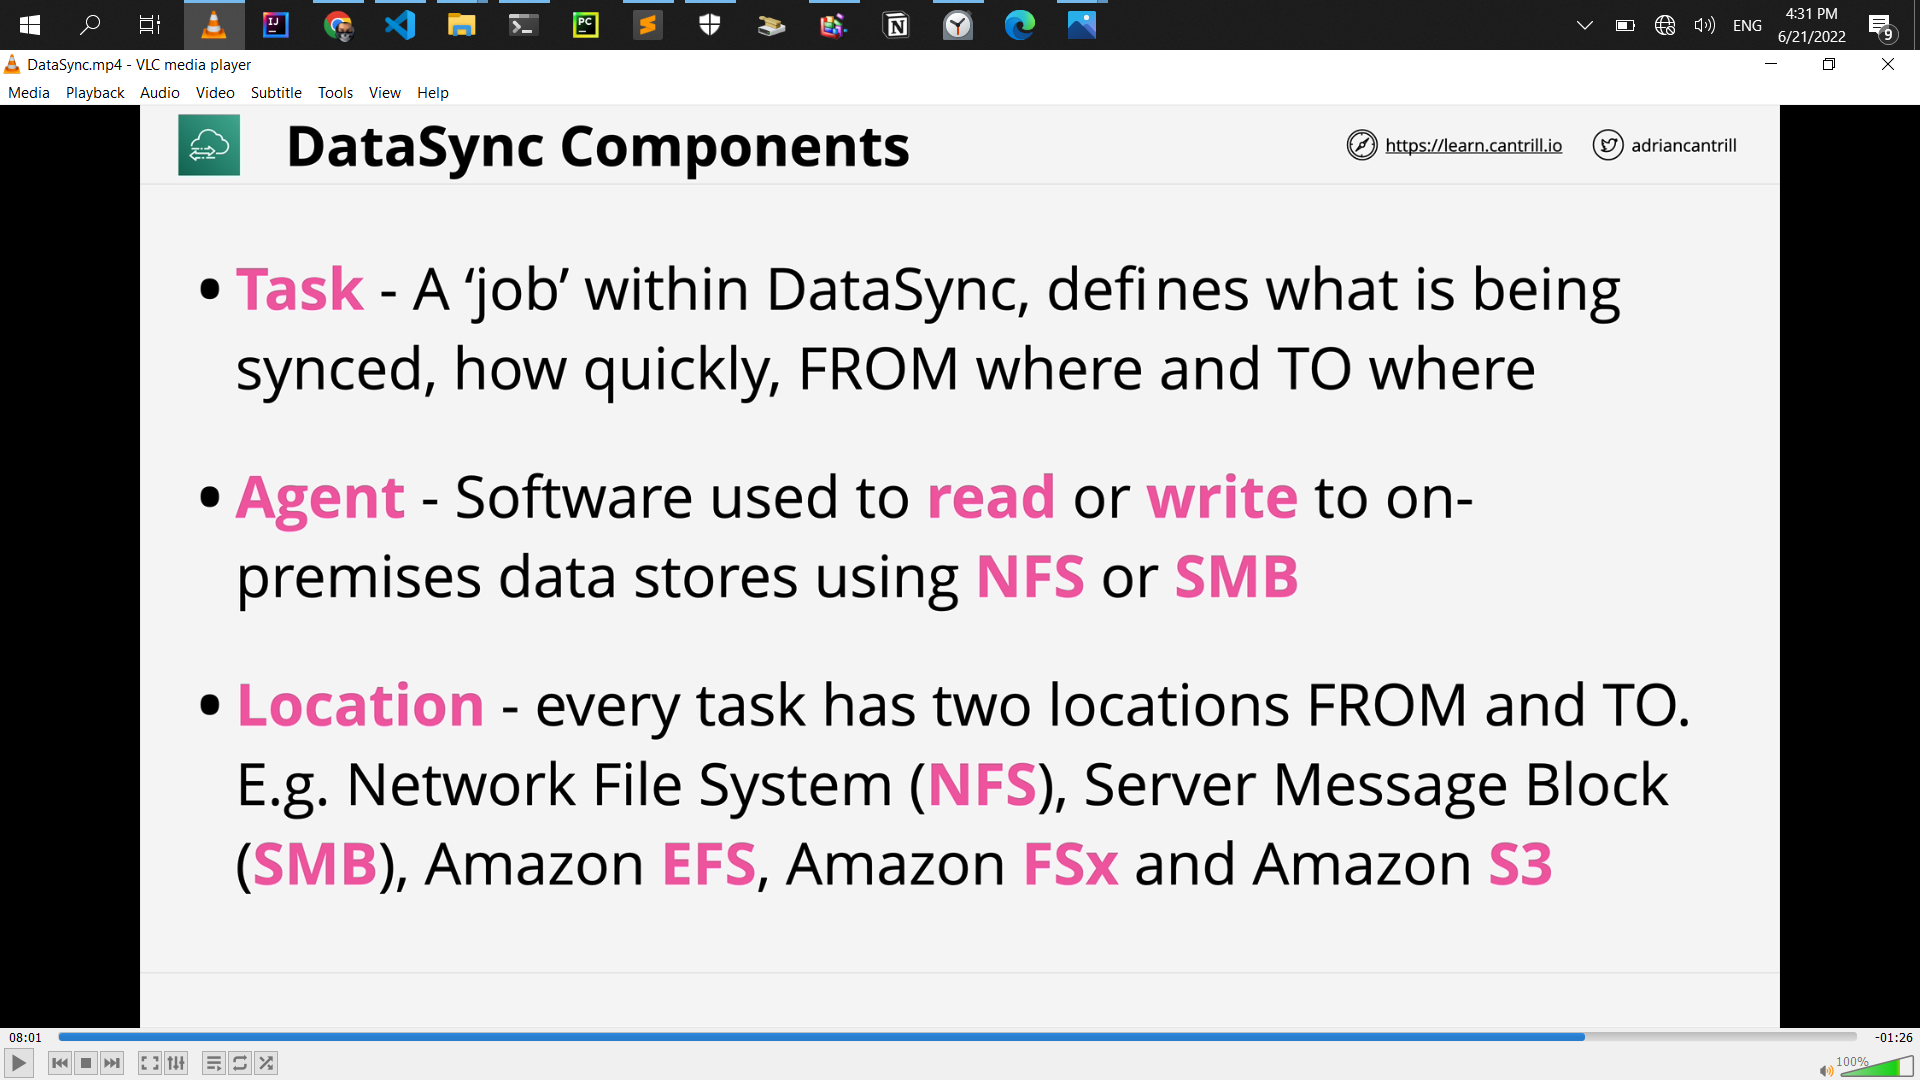 ENG
4:31 PM
6/21/2022
9
DataSync.mp4 - VLC media player
Media Playback Audio Video Subtitle Tools View Help
DataSync Components
https://learn.cantrill.io
adriancantrill
• Task - A ‘job’ within DataSync, defines what is being
synced, how quickly, FROM where and TO where
• Agent - Software used to read or write to on-
premises data stores using NFS or SMB
• Location - every task has two locations FROM and TO.
E.g. Network File System (NFS), Server Message Block
(SMB), Amazon EFS, Amazon FSx and Amazon S3
08:01
-01:26
100%